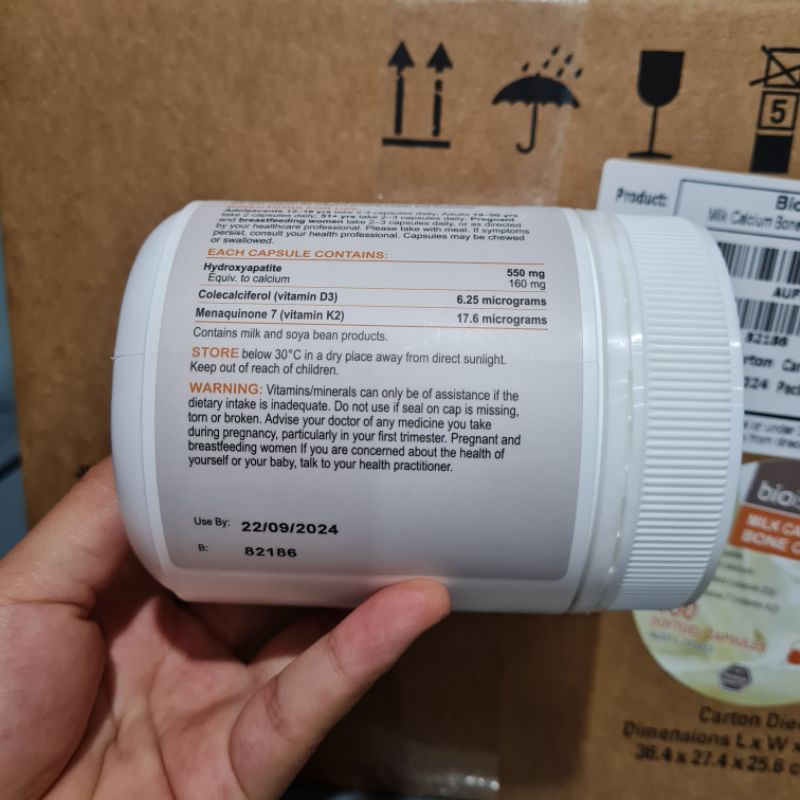 Adolescents 12–18 yrs take 2-3 capsules daily; Adults 19–50 yrs
take 2 capsules daily; 51+ yrs take 2–3 capsules daily; Pregnant
and breastfeeding women take 2–3 capsules daily, or as directed
by your healthcare professional. Please take with meal. If symptoms
persist, consult your health professional. Capsules may be chewed
or swallowed.
EACH CAPSULE CONTAINS:
Hydroxyapatite 550 mg
Equiv. to calcium 160 mg
Colecalciferol (vitamin D3) 6.25 micrograms
Menaquinone 7 (vitamin K2) 17.6 micrograms
Contains milk and soya bean products.
STORE below 30°C in a dry place away from direct sunlight.
Keep out of reach of children.
WARNING: Vitamins/minerals can only be of assistance if the
dietary intake is inadequate. Do not use if seal on cap is missing,
torn or broken. Advise your doctor of any medicine you take
during pregnancy, particularly in your first trimester. Pregnant and
breastfeeding women If you are concerned about the health of
yourself or your baby, talk to your health practitioner.
Use By: 22/09/2024
B: 82186
5
Product: Bio
Milk Calcium Bone
AUF
82186
bio
MILK CA
BONE C
SOFTGEL CAPSULES
Carton Die
Dimensions L x W x
36.4 x 27.4 x 25.6 c